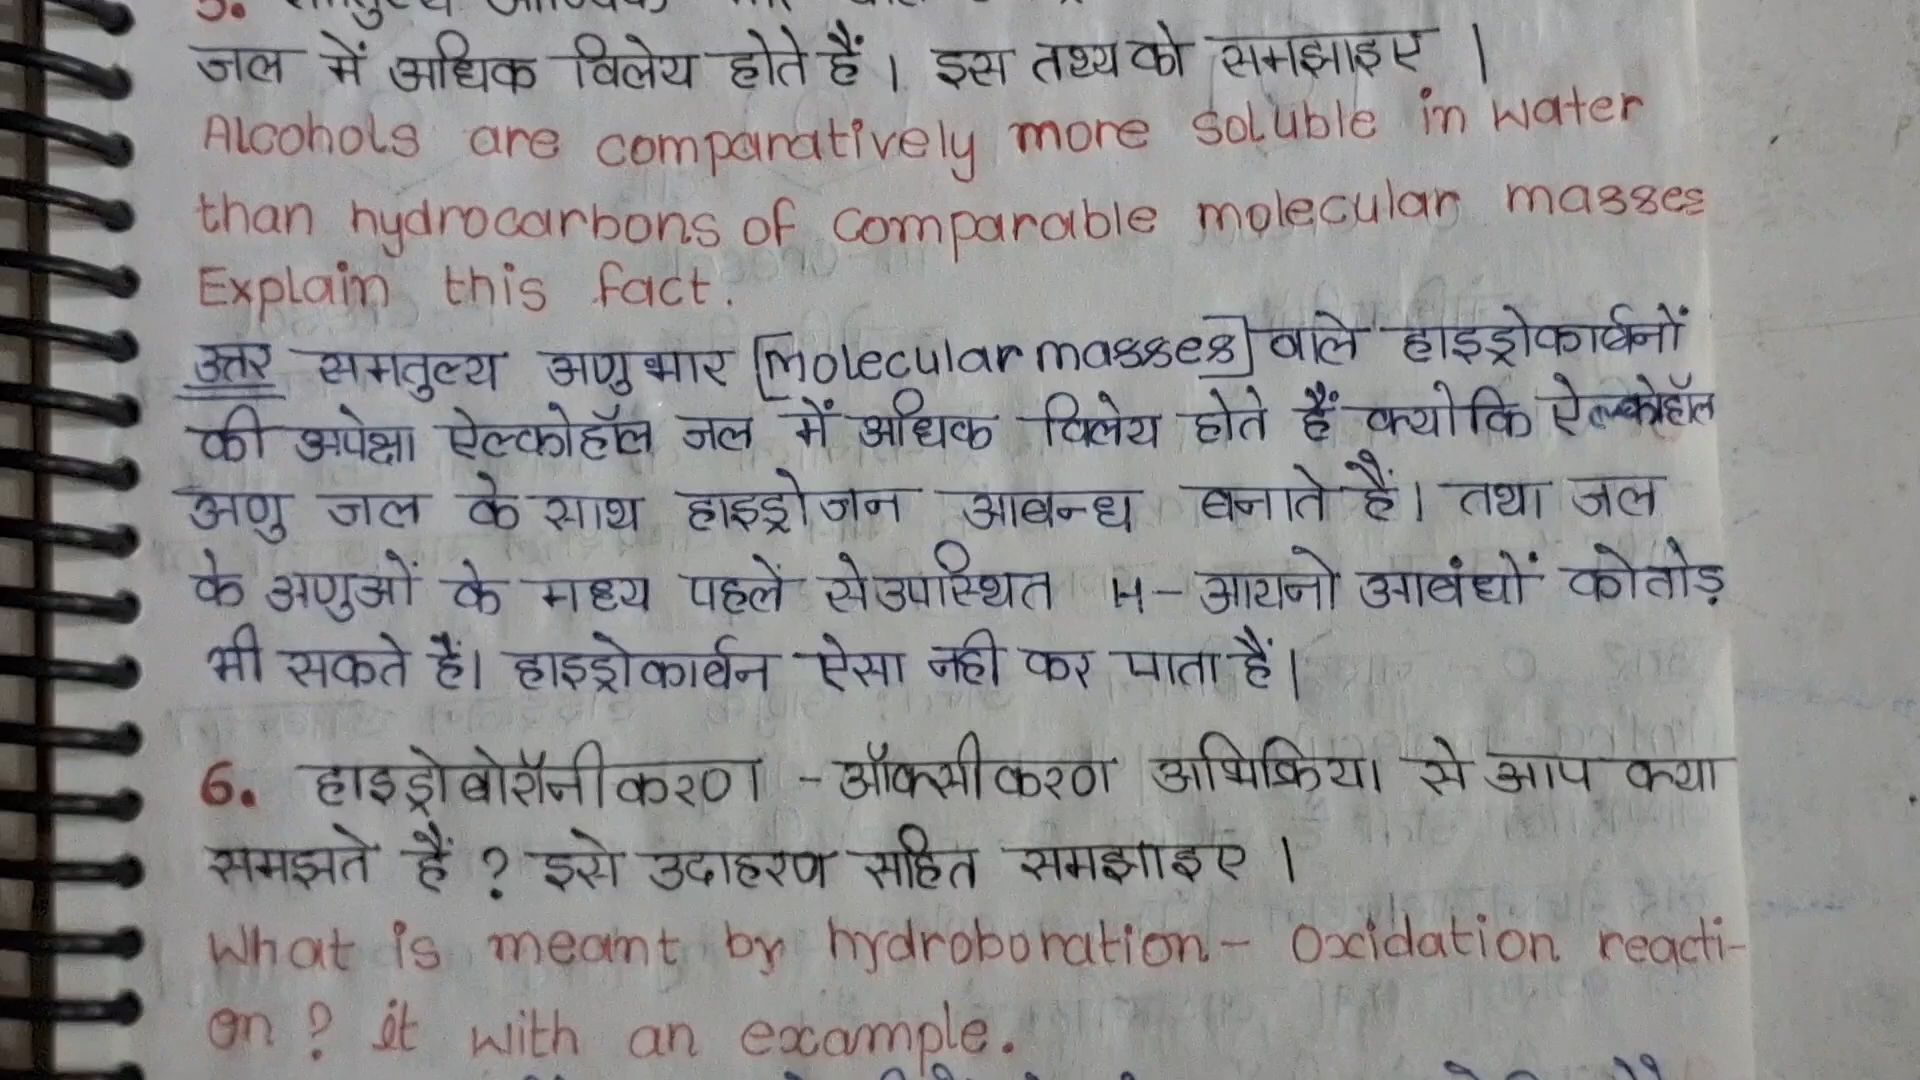 5.
जल में अधिक विलेय होते हैं। इस तथ्य को समझाइए |
Alcohols are comparatively more soluble in water
than hydrocarbons of comparable molecular masses
Explain this fact.
उत्तर समतुल्य अणु भार [Molecular masses] वाले हाइड्रोकार्बनों
की अपेक्षा ऐल्कोहॉल जल में अधिक विलेय होते हैं क्योकि ऐल्कोहॉल
अणु जल के साथ हाइड्रोजन आबन्ध बनाते हैं। तथा जल
के अणुओं के मध्य पहलें से उपस्थित H-आयनो आबंधों को तोड़
भी सकते हैं। हाइड्रोकार्बन ऐसा नही कर पाता हैं।
6. हाइड्रोबोरॉनीकरण - ऑक्सीकरण अभिक्रिया से आप क्या
समझते हैं ? इसे उदाहरण सहित समझाइए ।
What is meant by hydroboration - Oxidation reacti-
on ? it with an example.